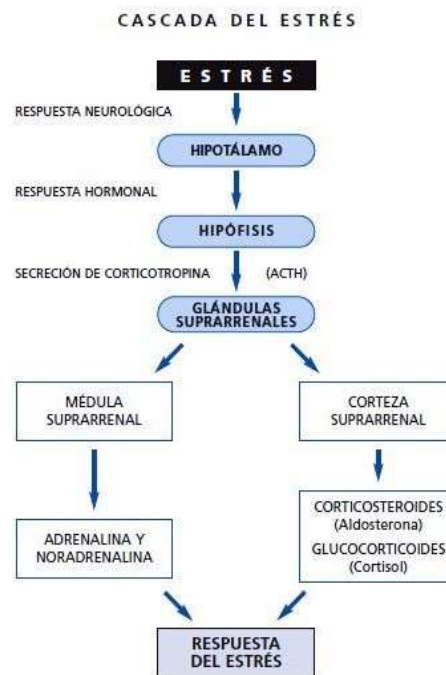 CASCADA DEL ESTRÉS
ESTRÉS
RESPUESTA NEUROLÓGICA
HIPOTÁLAMO
RESPUESTA HORMONAL
HIPÓFISIS
SECRECIÓN DE CORTICOTROPINA (ACTH)
GLÁNDULAS
SUPRARRENALES
MÉDULA
SUPRARRENAL
CORTEZA
SUPRARRENAL
ADRENALINA Y
NORADRENALINA
CORTICOSTEROIDES
(Aldosterona)
GLUCOCORTICOIDES
(Cortisol)
RESPUESTA
DEL ESTRÉS